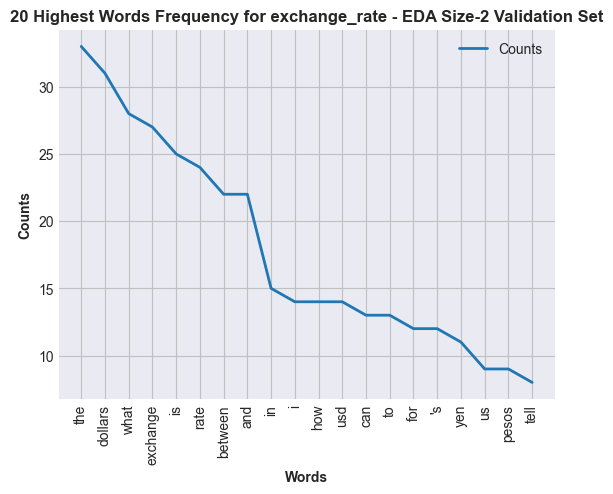 20 Highest Words Frequency for exchange_rate - EDA Size-2 Validation Set
Counts
30
25
20
15
10
Counts
the
dollars
what
exchange
is
rate
between
and
in
i
how
usd
can
to
for
's
yen
us
pesos
tell
Words